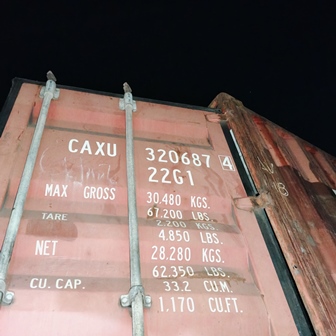 CAXU 320687 4
22G1
MAX GROSS 30.480 KGS.
67.200 LBS.
TARE 2.200 KGS.
4.850 LBS.
NET 28.280 KGS.
62.350 LBS.
CU. CAP. 33.2 CU.M.
1.170 CU.FT.